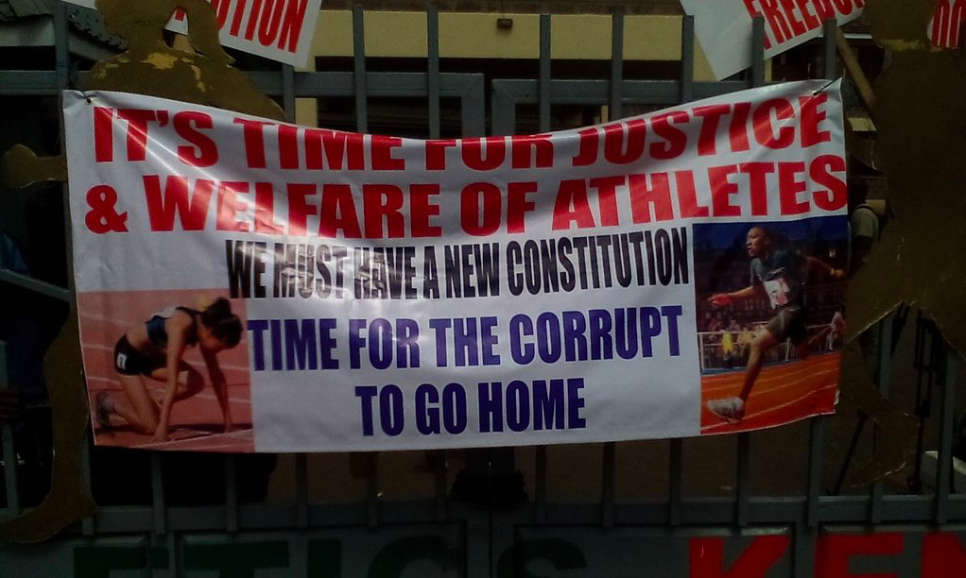 IT'S TIME FOR JUSTICE
& WELFARE OF ATHLETES
WE MUST HAVE A NEW CONSTITUTION
TIME FOR THE CORRUPT
TO GO HOME